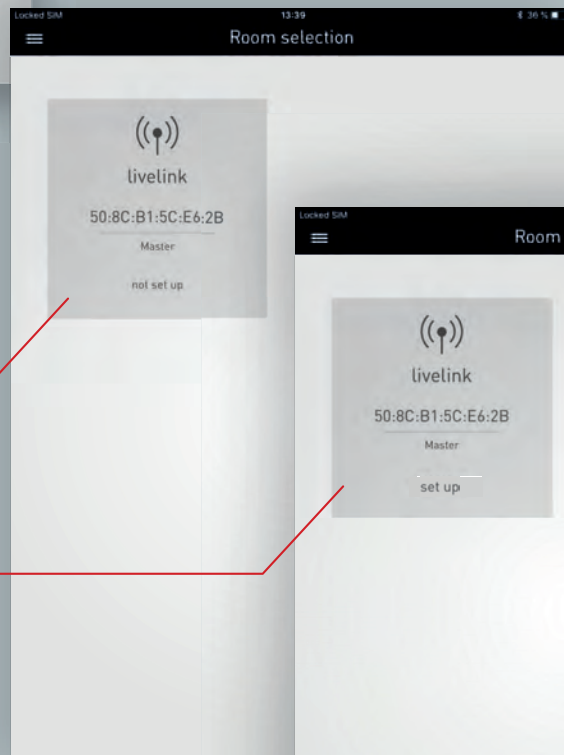 Locked SIM 13:39 36 %
Room selection
livelink
50:8C:B1:5C:E6:2B
Master
not set up
Locked SIM
Room
livelink
50:8C:B1:5C:E6:2B
Master
set up